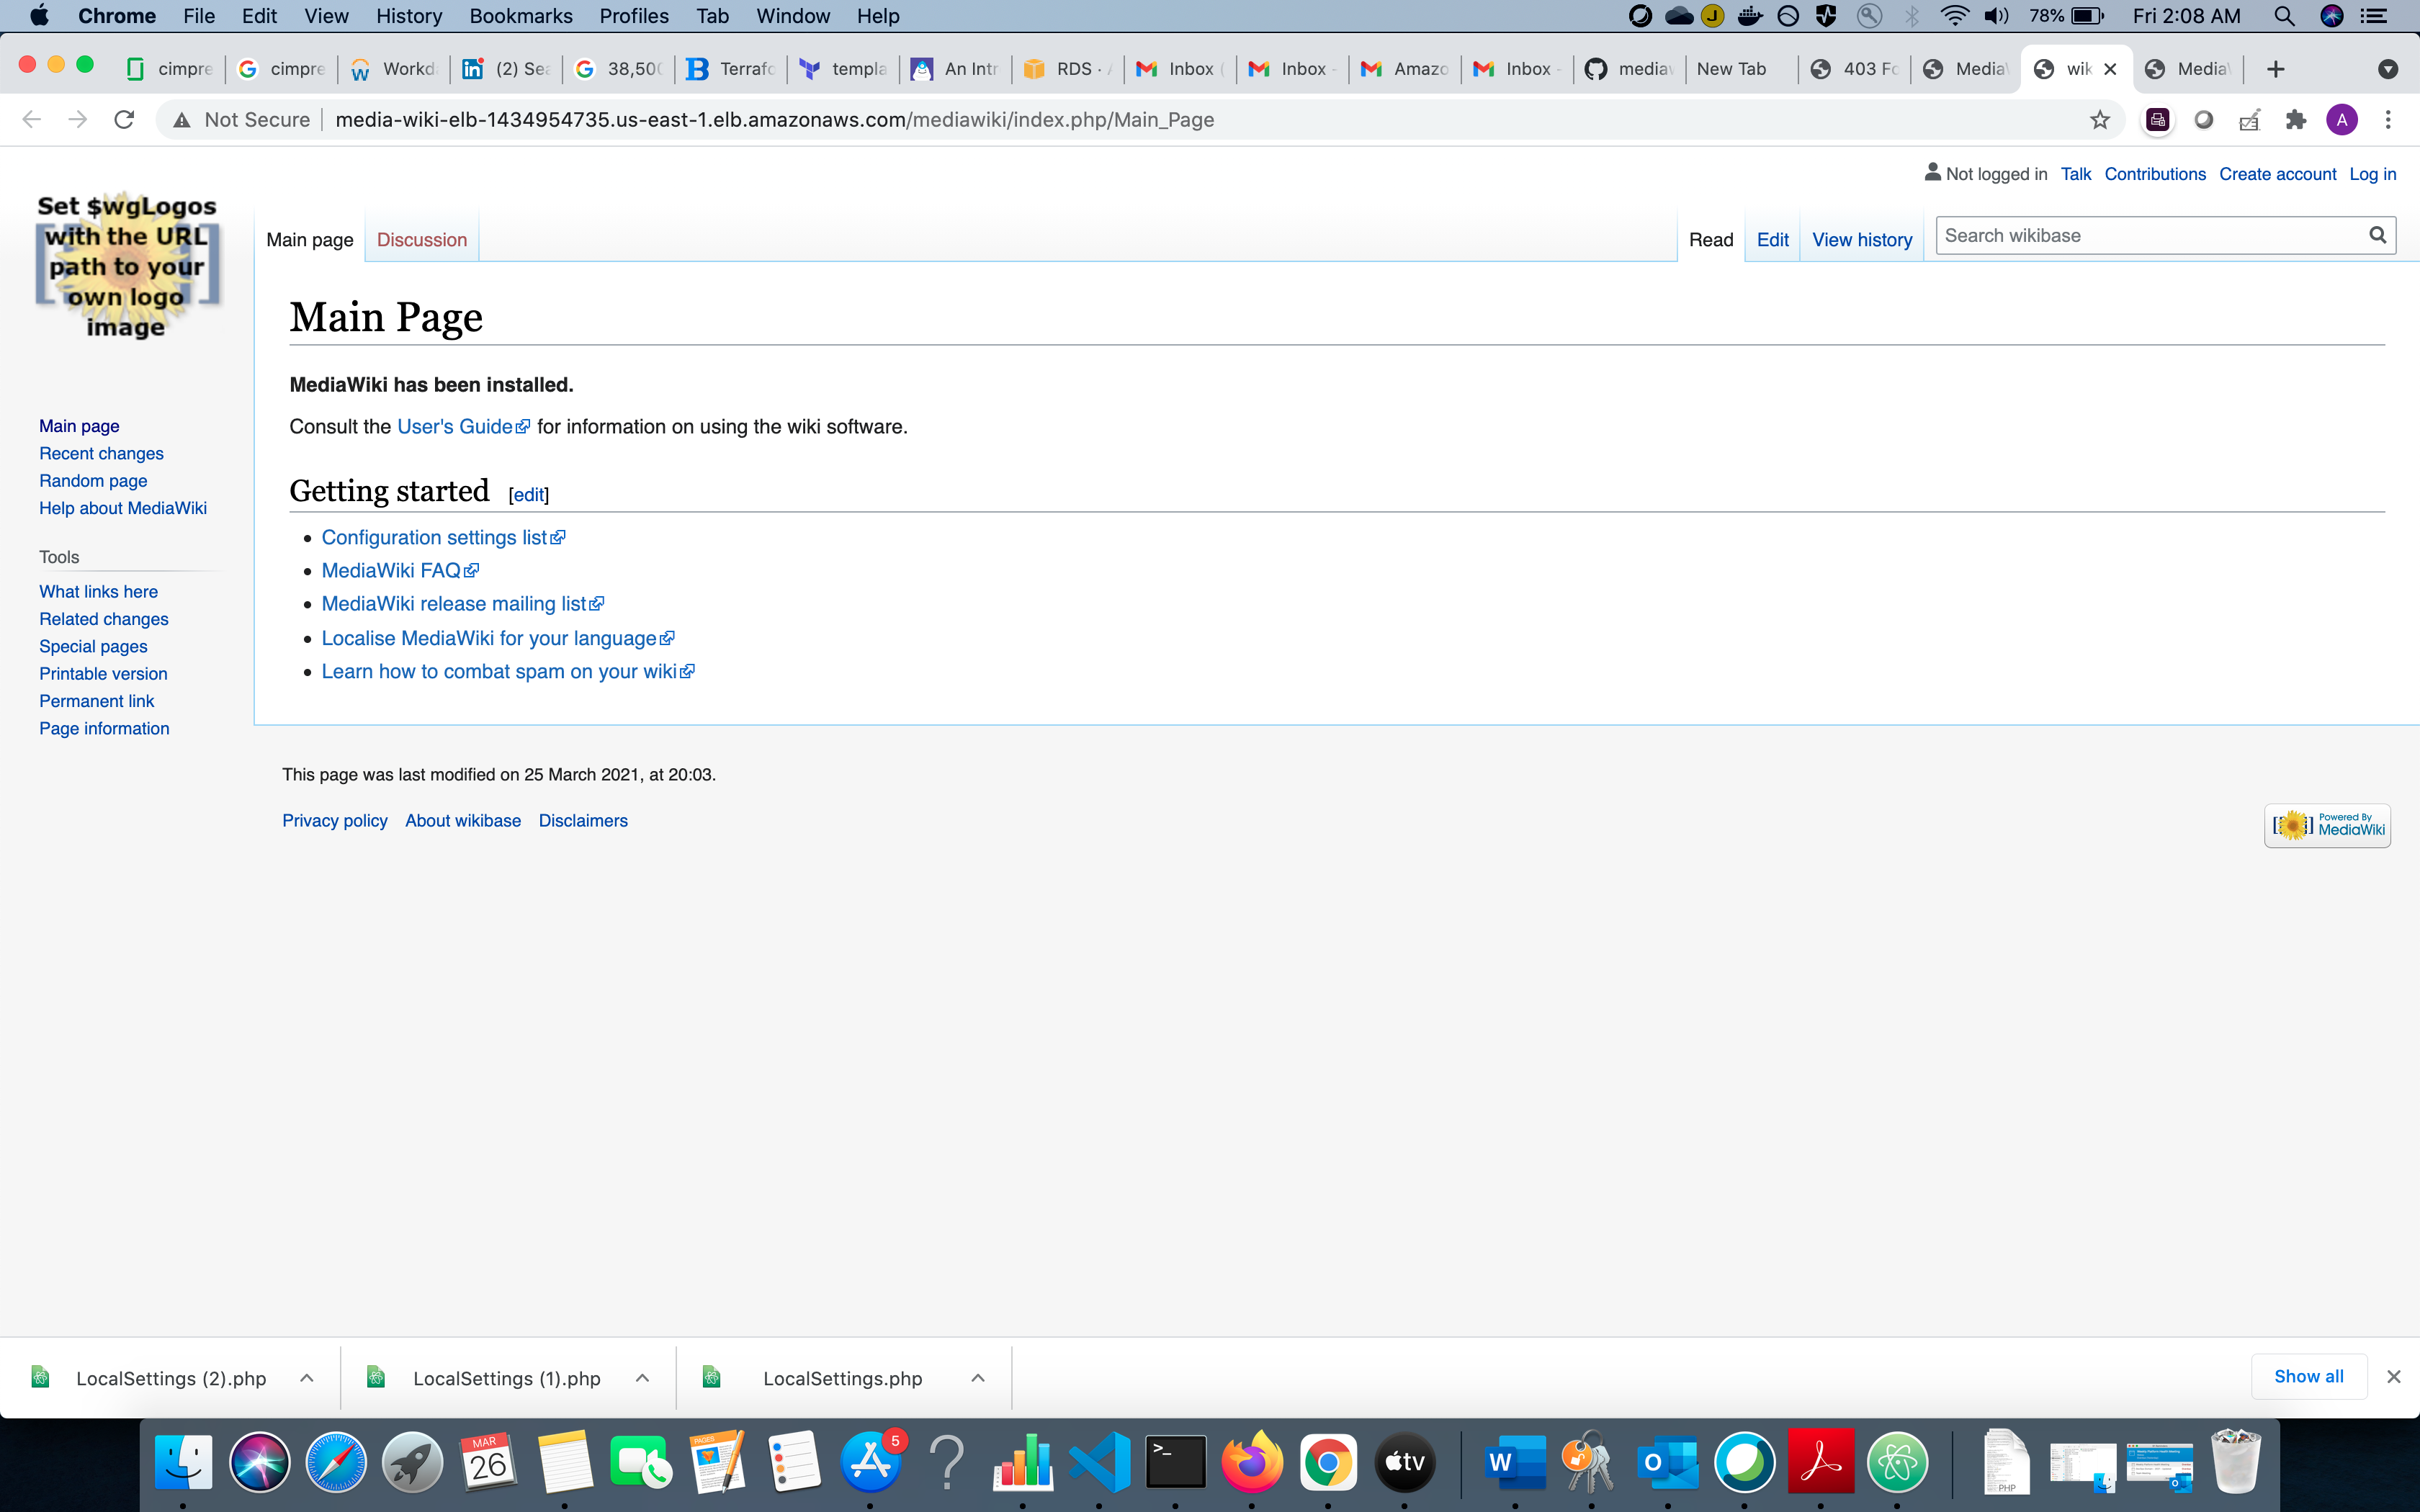 Chrome File Edit View History Bookmarks Profiles Tab Window Help 78% Fri 2:08 AM
cimpre cimpre Workd (2) Sea 38,500 Terrafo templa An Intr RDS · Inbox ( Inbox - Amazo Inbox - media New Tab 403 Fo Media wik Media
Not Secure media-wiki-elb-1434954735.us-east-1.elb.amazonaws.com/mediawiki/index.php/Main_Page A
Not logged in Talk Contributions Create account Log in
Set $wgLogos
with the URL
path to your
own logo
image
Main page Discussion Read Edit View history Search wikibase
Main Page
MediaWiki has been installed.
Consult the User's Guide for information on using the wiki software.
Getting started [edit]
Configuration settings list
MediaWiki FAQ
MediaWiki release mailing list
Localise MediaWiki for your language
Learn how to combat spam on your wiki
Main page
Recent changes
Random page
Help about MediaWiki
Tools
What links here
Related changes
Special pages
Printable version
Permanent link
Page information
This page was last modified on 25 March 2021, at 20:03.
Privacy policy About wikibase Disclaimers
Powered By
MediaWiki
LocalSettings (2).php LocalSettings (1).php LocalSettings.php Show all
MAR
26
PAGES
5
>_
tv
W
O
PHP